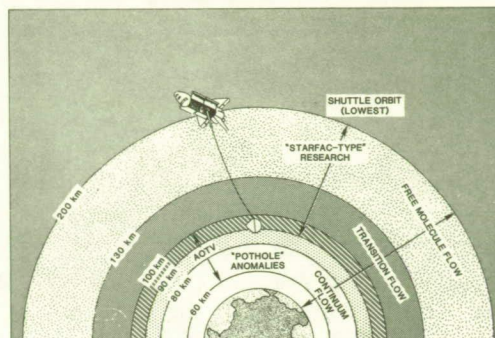 SHUTTLE ORBIT
(LOWEST)
"STARFAC-TYPE"
RESEARCH
FREE MOLECULE FLOW
TRANSITION FLOW
CONTINUUM
FLOW
200 km
130 km
100 km
90 km
80 km
60 km
AOTV
"POTHOLE"
ANOMALIES